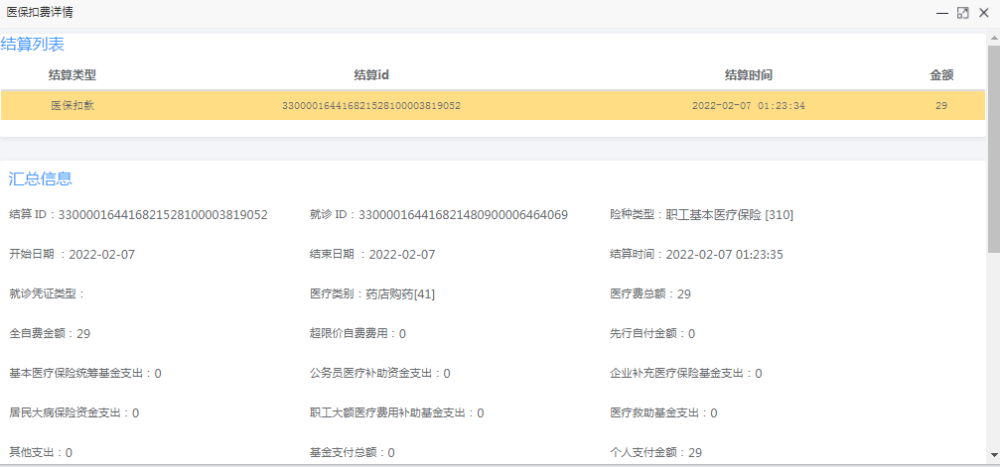 医保扣费详情
结算列表
结算类型 结算id 结算时间 金额
医保扣款 330000164416821528100003819052 2022-02-07 01:23:34 29
汇总信息
结算 ID：330000164416821528100003819052 就诊 ID：330000164416821480900006464069 险种类型：职工基本医疗保险 [310]
开始日期 ：2022-02-07 结束日期 ：2022-02-07 结算时间：2022-02-07 01:23:35
就诊凭证类型： 医疗类别：药店购药[41] 医疗费总额：29
全自费金额：29 超限价自费费用：0 先行自付金额：0
基本医疗保险统筹基金支出：0 公务员医疗补助资金支出：0 企业补充医疗保险基金支出：0
居民大病保险资金支出：0 职工大额医疗费用补助基金支出：0 医疗救助基金支出：0
其他支出：0 基金支付总额：0 个人支付金额：29